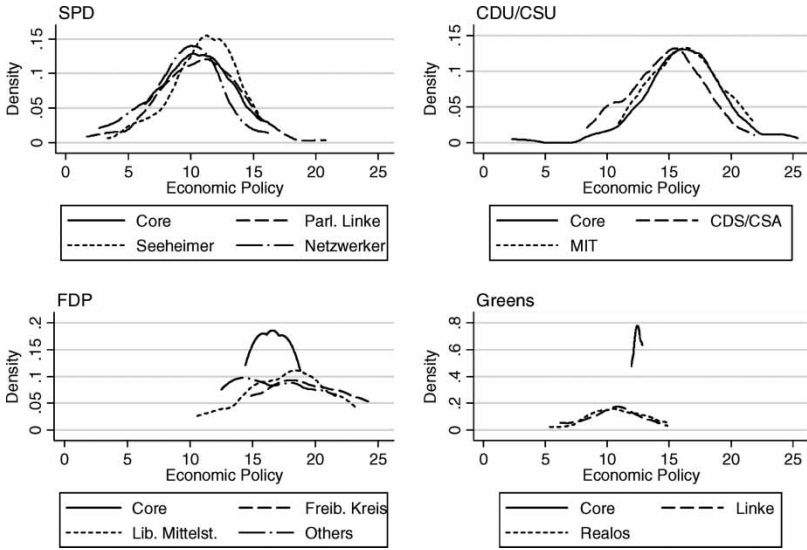 SPD
Density
0 .05 .1 .15
0 5 10 15 20 25
Economic Policy
Core Parl. Linke
Seeheimer Netzwerker
CDU/CSU
Density
0 .05 .1 .15
0 5 10 15 20 25
Economic Policy
Core CDS/CSA
MIT
FDP
Density
0 .05 .1 .15 .2
0 5 10 15 20 25
Economic Policy
Core Freib. Kreis
Lib. Mittelst. Others
Greens
Density
0 .2 .4 .6 .8
0 5 10 15 20 25
Economic Policy
Core Linke
Realos